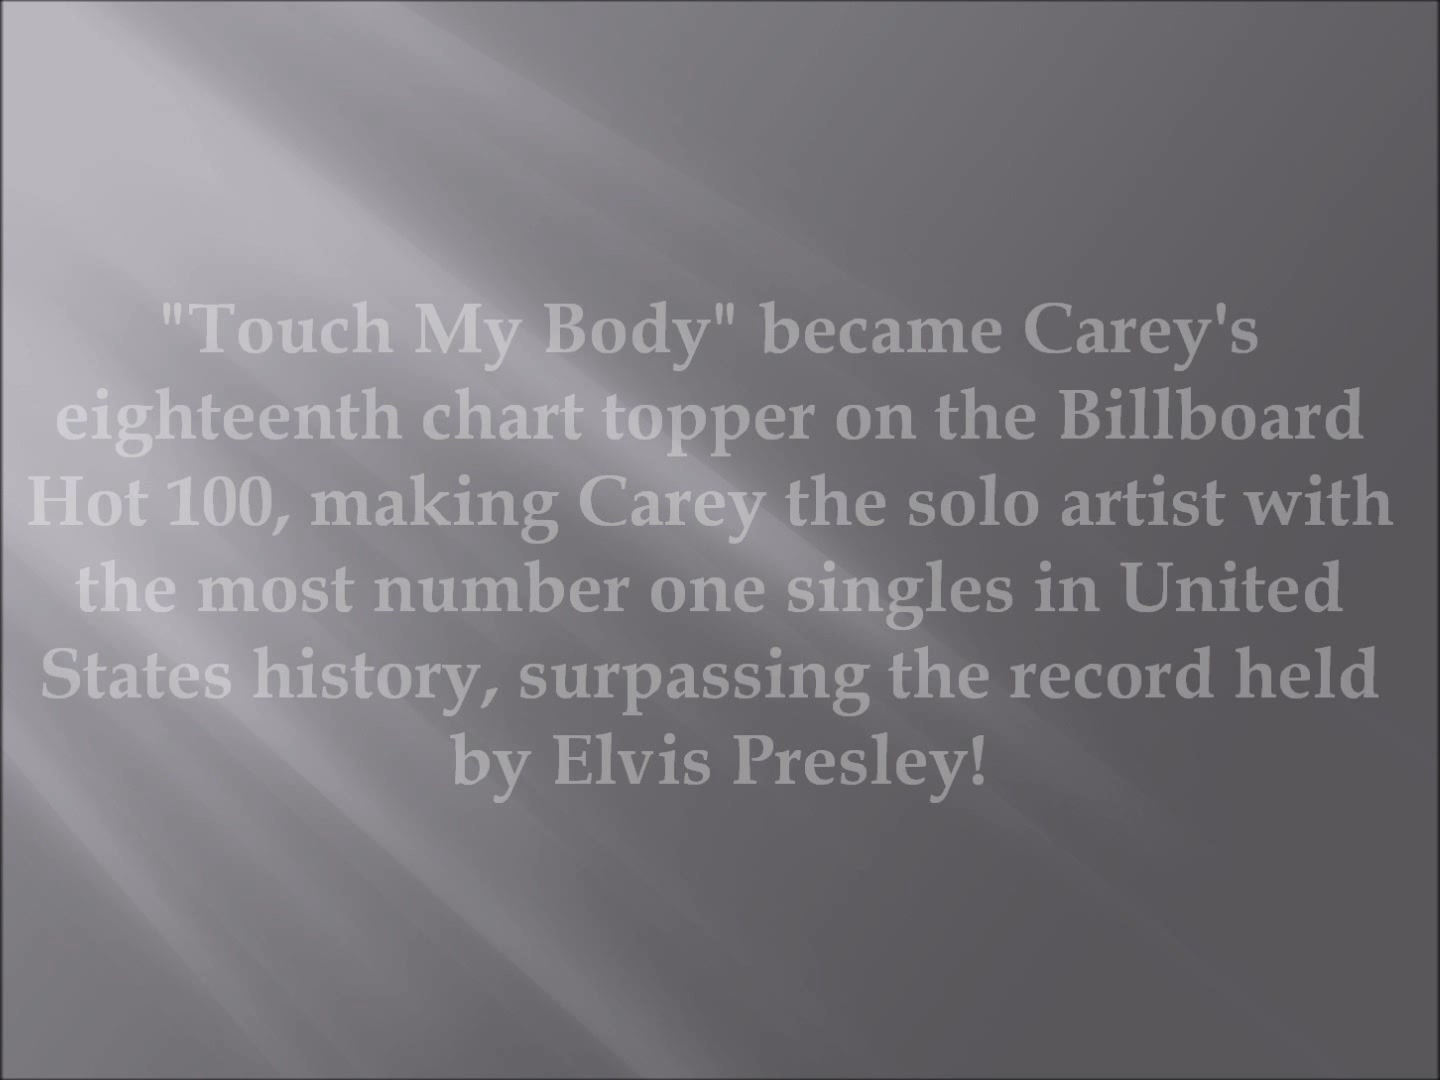 "Touch My Body" became Carey's
eighteenth chart topper on the Billboard
Hot 100, making Carey the solo artist with
the most number one singles in United
States history, surpassing the record held
by Elvis Presley!